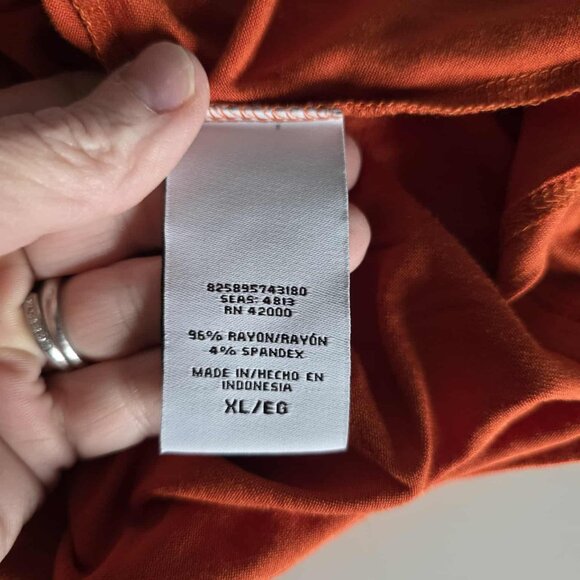 825895743180
SEAS: 4813
RN 42000
96% RAYON/RAYÓN
4% SPANDEX
MADE IN/HECHO EN
INDONESIA
XL/EG